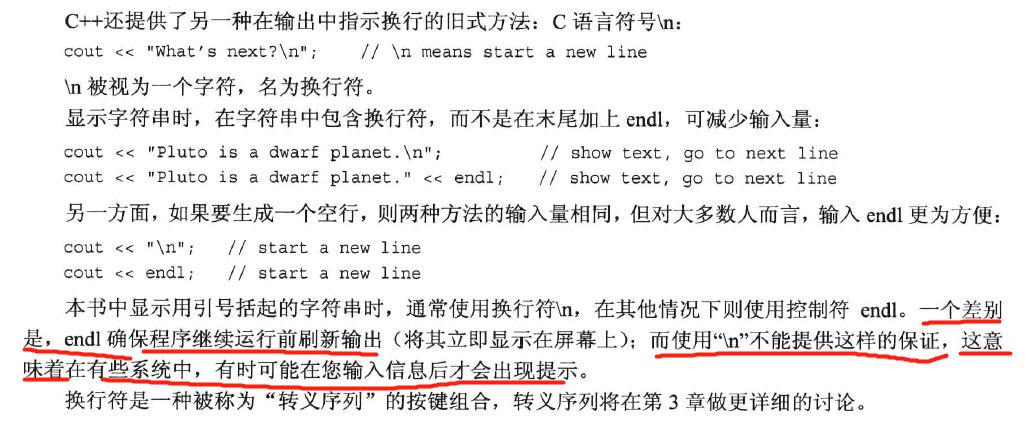 C++还提供了另一种在输出中指示换行的旧式方法：C 语言符号\n：
cout << "What's next?\n";    // \n means start a new line
\n 被视为一个字符，名为换行符。
显示字符串时，在字符串中包含换行符，而不是在末尾加上 endl，可减少输入量：
cout << "Pluto is a dwarf planet.\n";        // show text, go to next line
cout << "Pluto is a dwarf planet." << endl;   // show text, go to next line
另一方面，如果要生成一个空行，则两种方法的输入量相同，但对大多数人而言，输入 endl 更为方便：
cout << "\n";   // start a new line
cout << endl;   // start a new line
本书中显示用引号括起的字符串时，通常使用换行符\n，在其他情况下则使用控制符 endl。一个差别
是，endl 确保程序继续运行前刷新输出（将其立即显示在屏幕上）；而使用“\n”不能提供这样的保证，这意
味着在有些系统中，有时可能在您输入信息后才会出现提示。
换行符是一种被称为“转义序列”的按键组合，转义序列将在第 3 章做更详细的讨论。